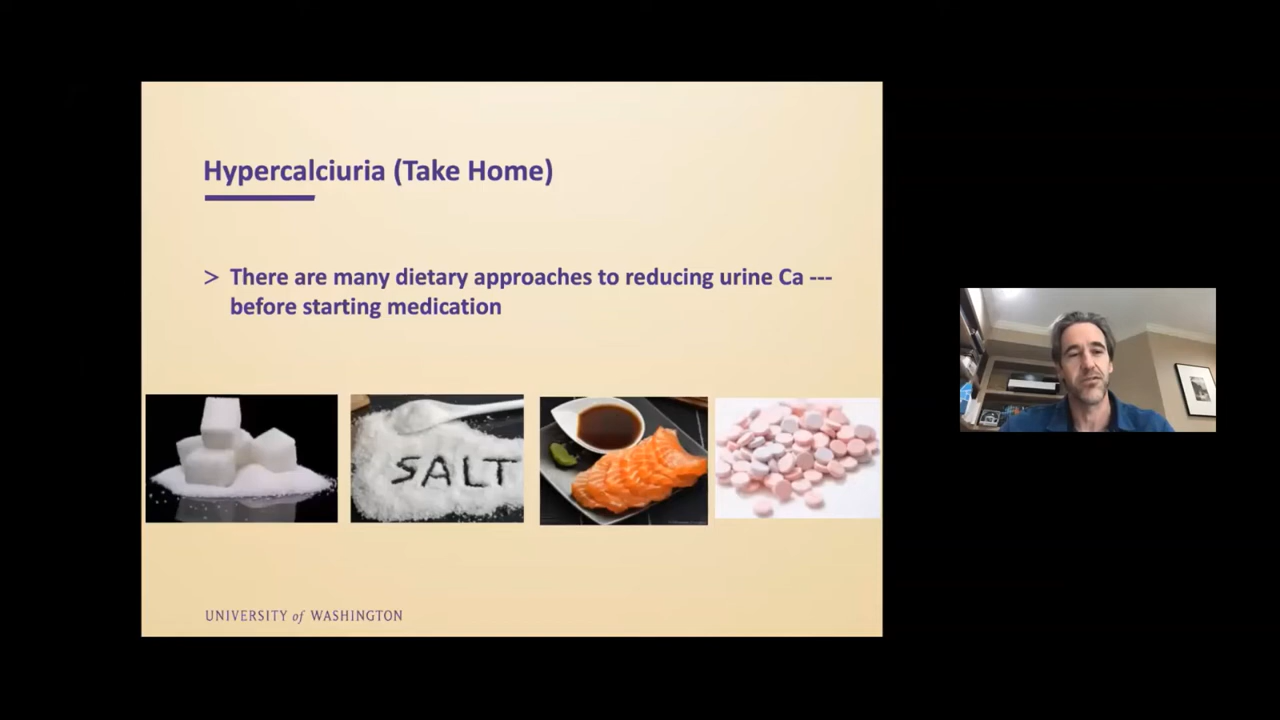 Hypercalciuria (Take Home)
> There are many dietary approaches to reducing urine Ca ---
before starting medication
SALT
UNIVERSITY of WASHINGTON